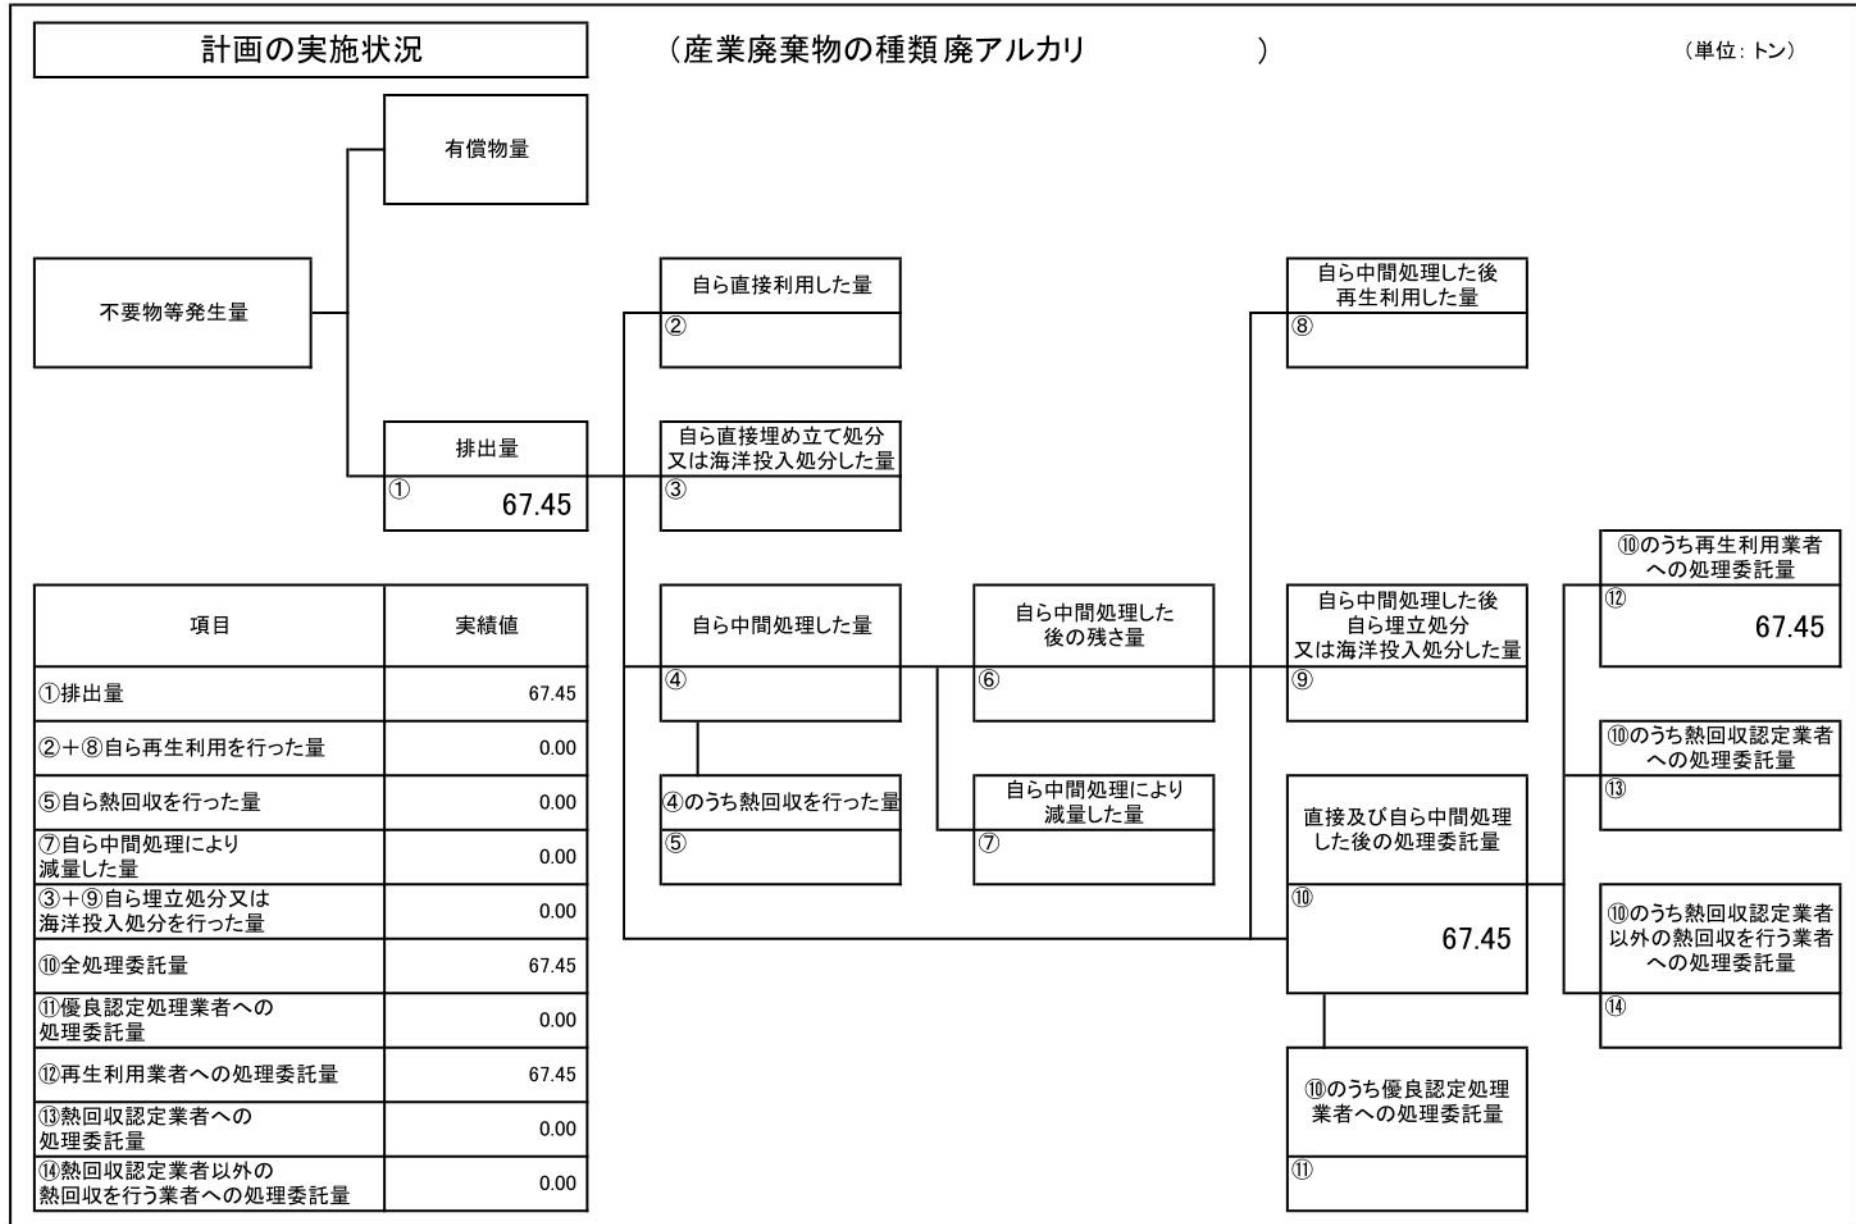 計画の実施状況
（産業廃棄物の種類 廃アルカリ　　　　　）
（単位：トン）
有償物量
不要物等発生量
自ら直接利用した量
②
自ら中間処理した後
再生利用した量
⑧
排出量
①
67.45
自ら直接埋め立て処分
又は海洋投入処分した量
③
⑩のうち再生利用業者
への処理委託量
⑫
67.45
自ら中間処理した量
④
自ら中間処理した
後の残さ量
⑥
自ら中間処理した後
自ら埋立処分
又は海洋投入処分した量
⑨
⑩のうち熱回収認定業者
への処理委託量
⑬
④のうち熱回収を行った量
⑤
自ら中間処理により
減量した量
⑦
直接及び自ら中間処理
した後の処理委託量
⑩
67.45
⑩のうち熱回収認定業者
以外の熱回収を行う業者
への処理委託量
⑭
⑩のうち優良認定処理
業者への処理委託量
⑪
項目 実績値
①排出量 67.45
②＋⑧自ら再生利用を行った量 0.00
⑤自ら熱回収を行った量 0.00
⑦自ら中間処理により
減量した量 0.00
③＋⑨自ら埋立処分又は
海洋投入処分を行った量 0.00
⑩全処理委託量 67.45
⑪優良認定処理業者への
処理委託量 0.00
⑫再生利用業者への処理委託量 67.45
⑬熱回収認定業者への
処理委託量 0.00
⑭熱回収認定業者以外の
熱回収を行う業者への処理委託量 0.00